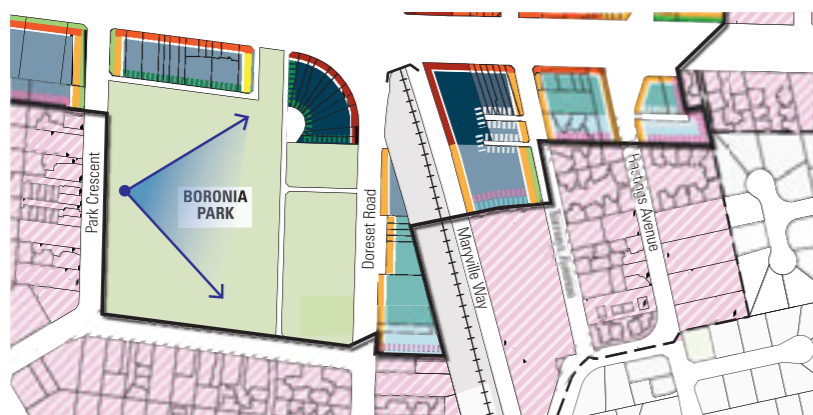 BORONIA
PARK
Park Crescent
Doreset Road
Maryville Way
Hastings Avenue